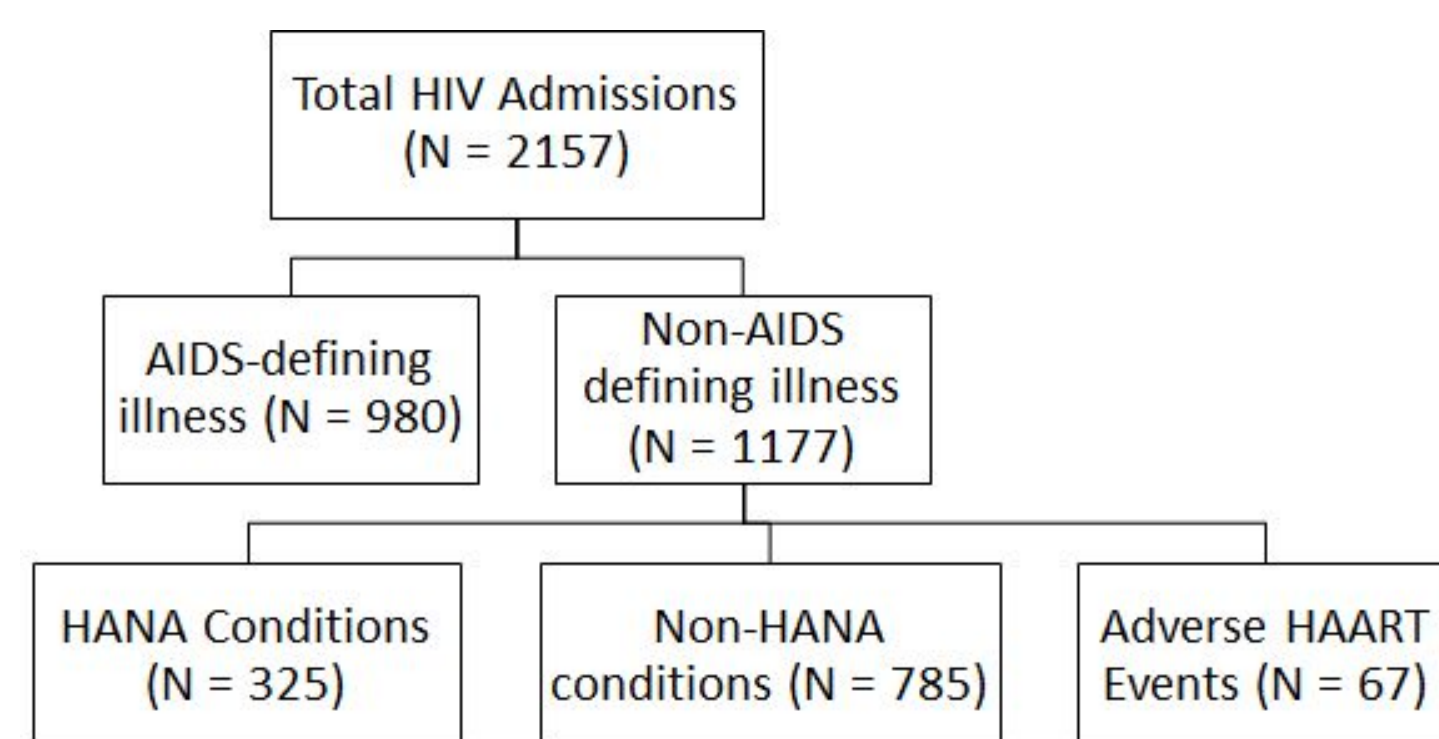 Total HIV Admissions
(N = 2157)
AIDS-defining
illness (N = 980)
Non-AIDS
defining illness
(N = 1177)
HANA Conditions
(N = 325)
Non-HANA
conditions (N = 785)
Adverse HAART
Events (N = 67)